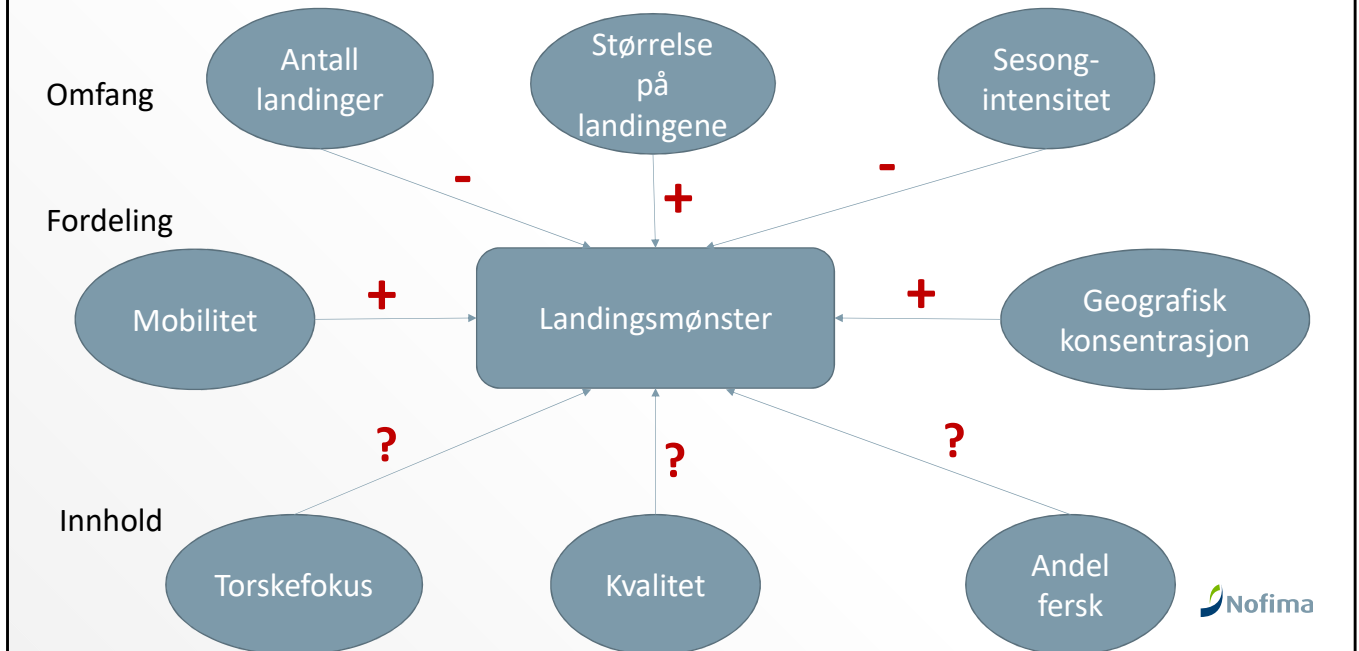 Omfang
Antall
landinger
Størrelse
på
landingene
Sesong-
intensitet
-
+
-
Fordeling
Mobilitet
+
Landingsmønster
+
Geografisk
konsentrasjon
?
?
?
Innhold
Torskefokus
Kvalitet
Andel
fersk
Nofima